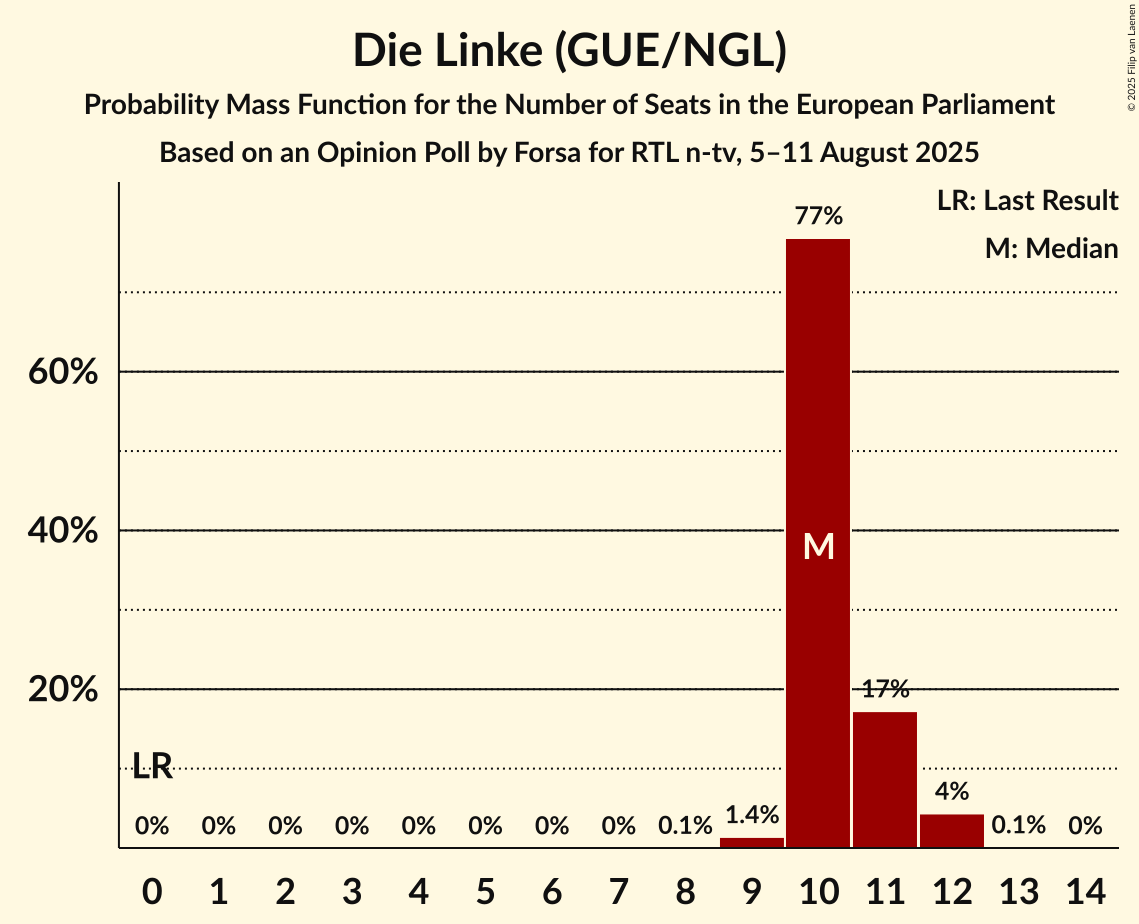 Die Linke (GUE/NGL)
Probability Mass Function for the Number of Seats in the European Parliament
Based on an Opinion Poll by Forsa for RTL n-tv, 5–11 August 2025
© 2025 Filip van Laenen
LR: Last Result
M: Median
77%
60%
40%
M
20%
17%
LR
4%
0% 0% 0% 0% 0% 0% 0% 0% 0.1% 1.4% 0.1% 0%
0 1 2 3 4 5 6 7 8 9 10 11 12 13 14